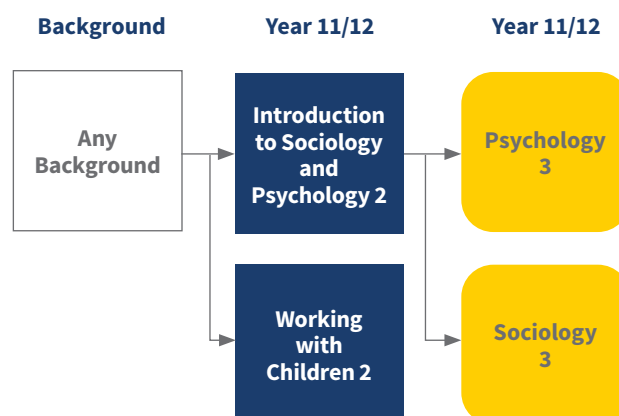 Background
Year 11/12
Year 11/12
Any
Background
Introduction
to Sociology
and
Psychology 2
Psychology
3
Working
with
Children 2
Sociology
3